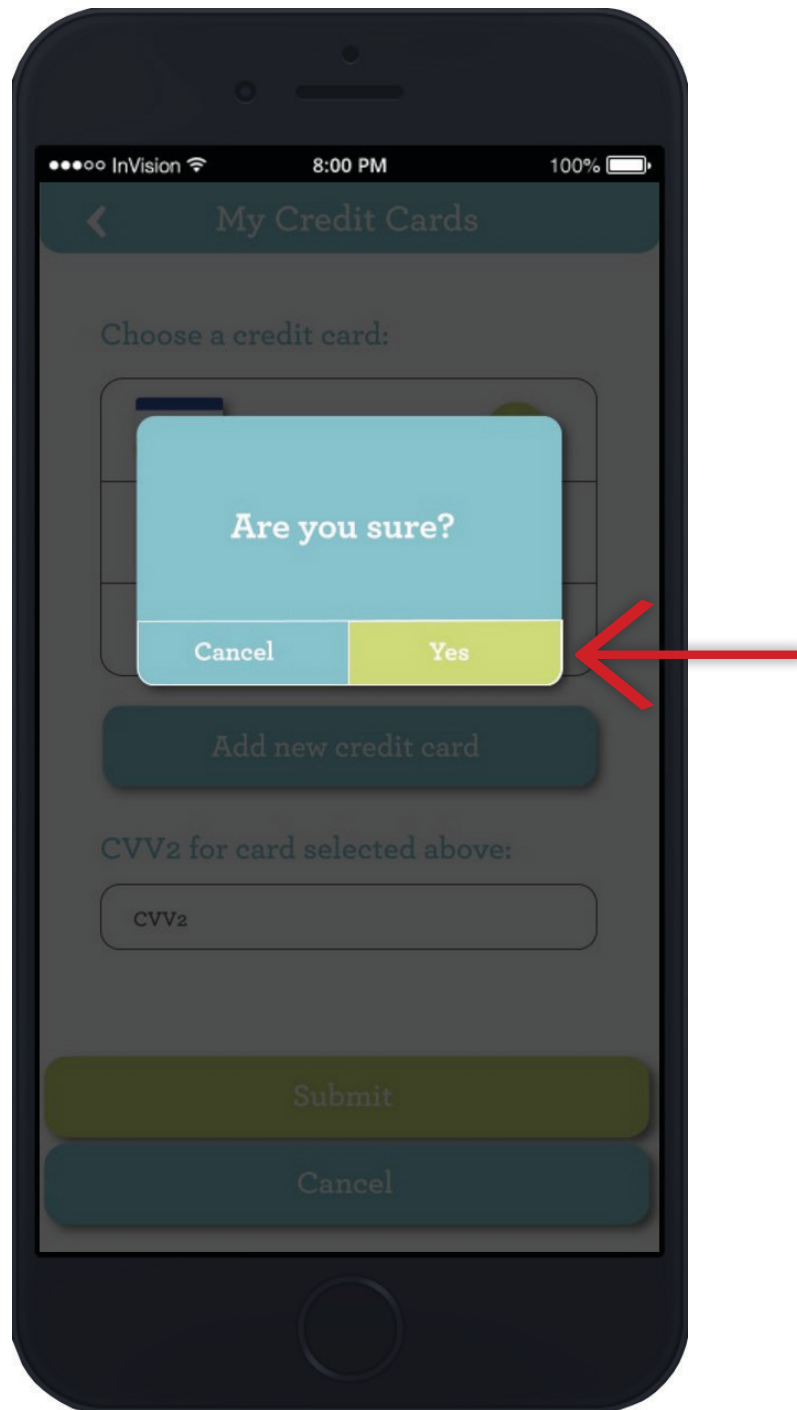 InVision 8:00 PM 100%
My Credit Cards
Choose a credit card:
Are you sure?
Cancel Yes
Add new credit card
CVV2 for card selected above:
CVV2
Submit
Cancel